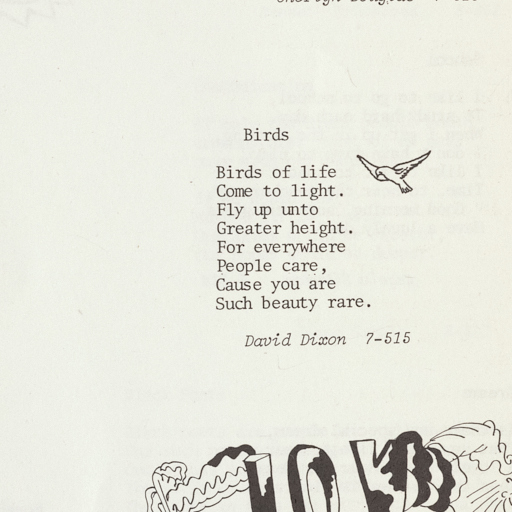 Birds
Birds of life
Come to light.
Fly up unto
Greater height.
For everywhere
People care,
Cause you are
Such beauty rare.
David Dixon 7-515